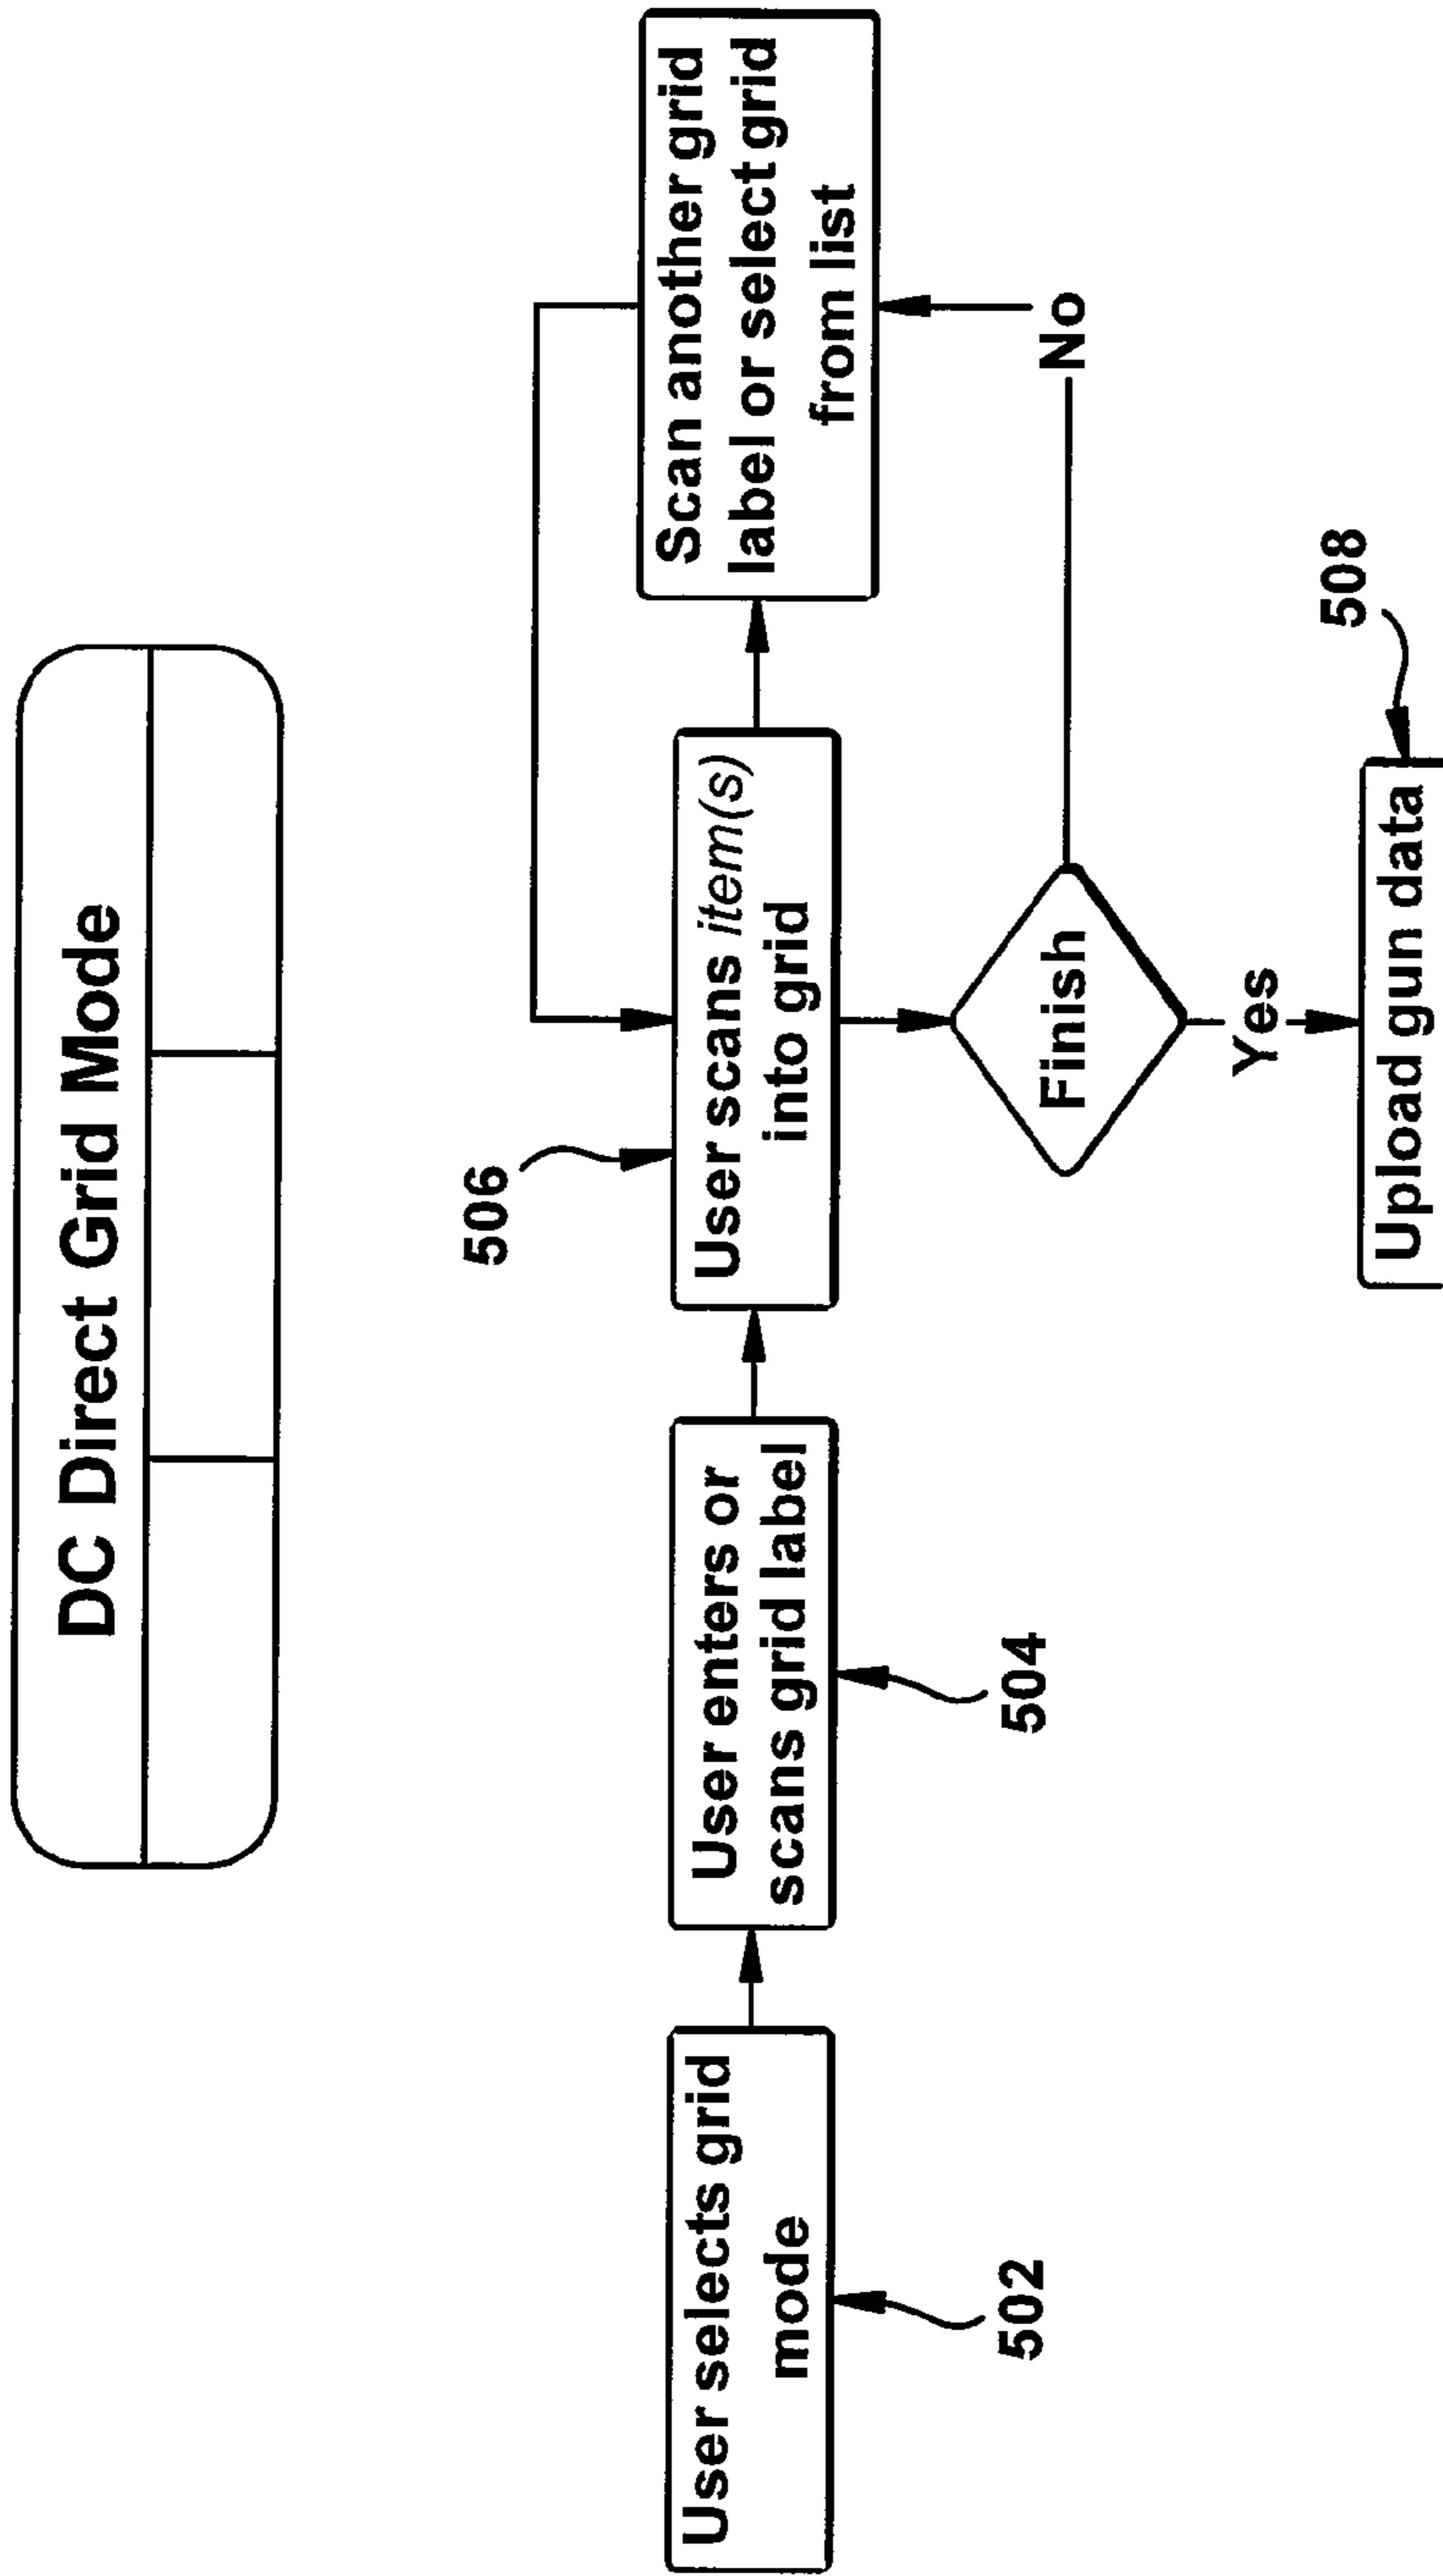 DC Direct Grid Mode
User selects grid
mode
502
User enters or
scans grid label
504
506
User scans item(s)
into grid
Scan another grid
label or select grid
from list
Finish
No
Yes
508
Upload gun data